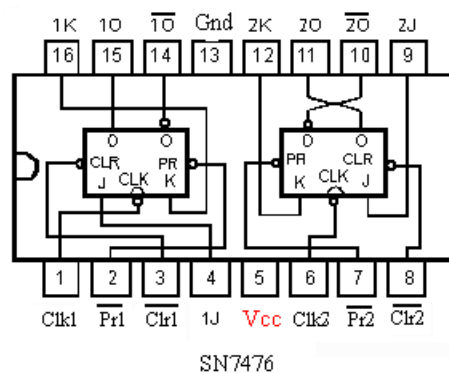 1K 1O 1O Gnd 2K 2O 2O 2J
16 15 14 13 12 11 10 9
O O O O
CLR PR PR CLR
J CLK K K CLK J
1 2 3 4 5 6 7 8
Clk1 Pr1 Clr1 1J Vcc Clk2 Pr2 Clr2
SN7476